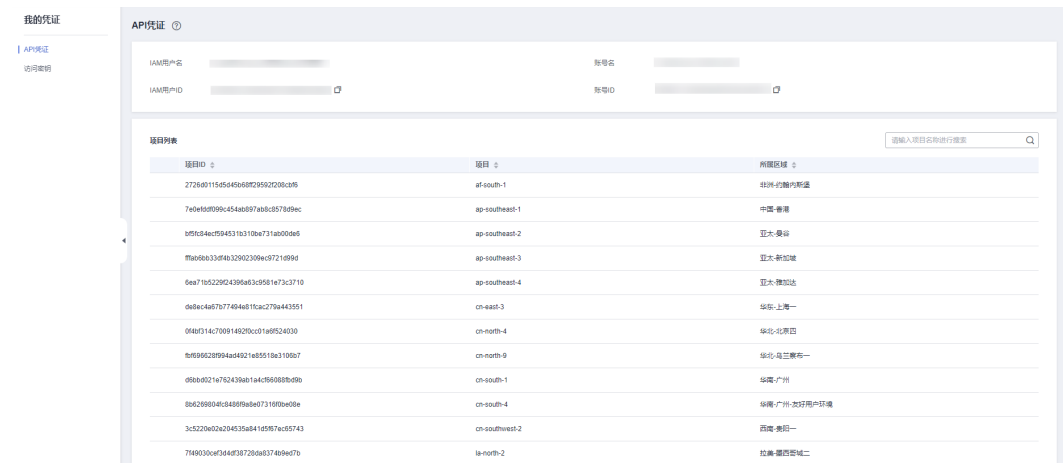 我的凭证
API凭证
访问密钥
API凭证 ?
IAM用户名
账号名
IAM用户ID
账号ID
项目列表
请输入项目名称进行搜索
项目ID 项目 所属区域
2726d0115d5d45b68ff29592f208cbf6 af-south-1 非洲-约翰内斯堡
7e0efddf099c454ab897ab8c8578d9ec ap-southeast-1 中国-香港
bf5fc84ecf594531b310be731ab00de6 ap-southeast-2 亚太-曼谷
fffab6bb33df4b32902309ec9721d99d ap-southeast-3 亚太-新加坡
6ea71b5229f24396a63c9581e73c3710 ap-southeast-4 亚太-雅加达
de8ec4a67b77494e81fcac279a443551 cn-east-3 华东-上海一
0f4bf314c70091492f0cc01a6f524030 cn-north-4 华北-北京四
fbf696628f994ad4921e85518e3106b7 cn-north-9 华北-乌兰察布一
d6bbd021e762439ab1a4cf66088fbd9b cn-south-1 华南-广州
8b6269804fc8486f9a8e07316f0be08e cn-south-4 华南-广州-友好用户环境
3c5220e02e204535a841d5f67ec65743 cn-southwest-2 西南-贵阳一
7f49030cef3d4df38728da8374b9ed7b la-north-2 拉美-墨西哥城二